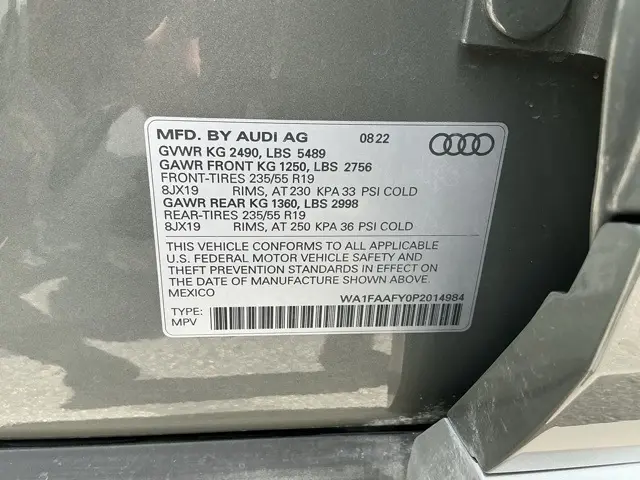 MFD. BY AUDI AG 08 22
GVWR KG 2490, LBS 5489
GAWR FRONT KG 1250, LBS 2756
FRONT-TIRES 235/55 R19
8JX19 RIMS, AT 230 KPA 33 PSI COLD
GAWR REAR KG 1360, LBS 2998
REAR-TIRES 235/55 R19
8JX19 RIMS, AT 250 KPA 36 PSI COLD
THIS VEHICLE CONFORMS TO ALL APPLICABLE
U.S. FEDERAL MOTOR VEHICLE SAFETY AND
THEFT PREVENTION STANDARDS IN EFFECT ON
THE DATE OF MANUFACTURE SHOWN ABOVE.
MEXICO WA1FAAFY0P2014984
TYPE:
MPV